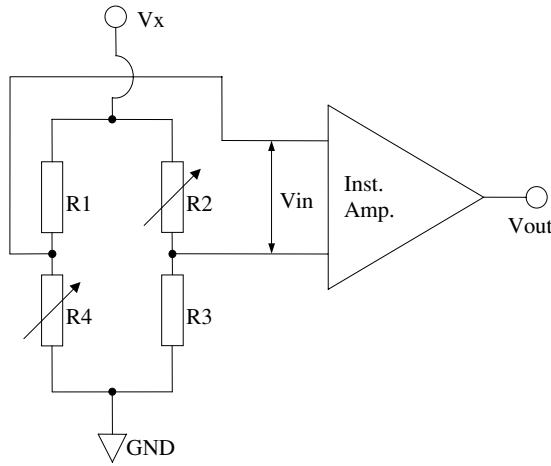 Vx
R1
R2
Vin
Inst.
Amp.
Vout
R4
R3
GND